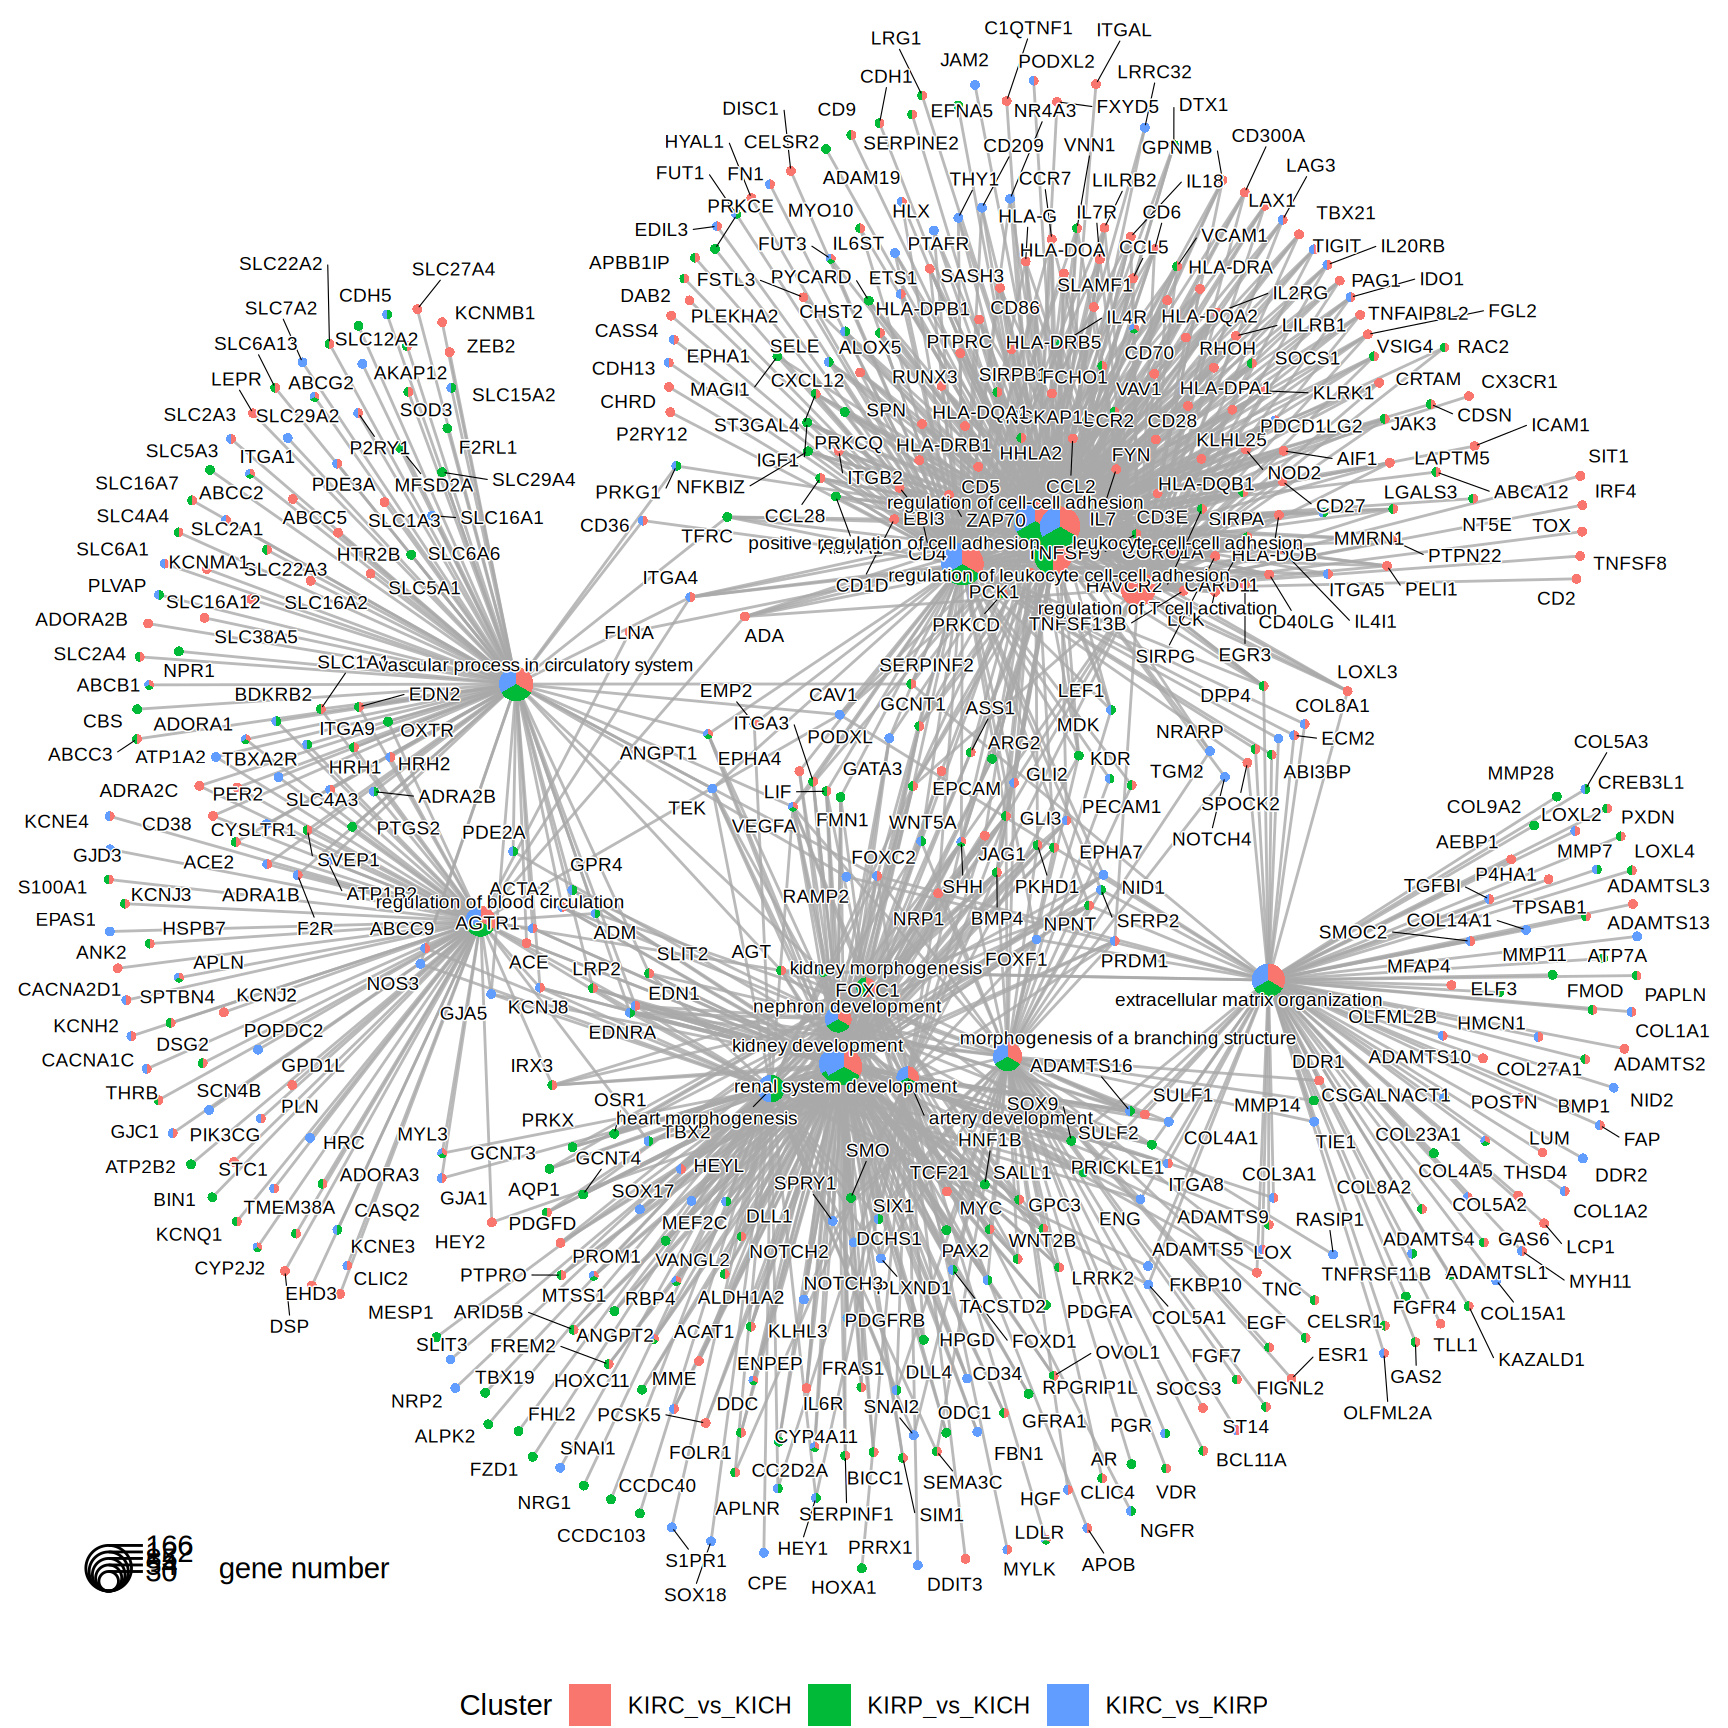 C1QTNF1
ITGAL
LRG1
JAM2
PODXL2
CDH1
LRRC32
DISC1
CD9
EFNA5
NR4A3
FXYD5
DTX1
HYAL1
CELSR2
SERPINE2
CD209
VNN1
GPNMB
CD300A
FUT1
FN1
ADAM19
THY1
CCR7
LILRB2
IL18
LAG3
PRKCE
MYO10
HLX
HLA-G
IL7R
CD6
LAX1
TBX21
EDIL3
FUT3
IL6ST
PTAFR
HLA-DOA
CCL5
VCAM1
TIGIT
IL20RB
APBB1IP
FSTL3
PYCARD
ETS1
SASH3
SLAMF1
HLA-DRA
PAG1
IDO1
SLC22A2
SLC27A4
DAB2
PLEKHA2
CHST2
HLA-DPB1
CD86
IL4R
HLA-DQA2
IL2RG
TNFAIP8L2
FGL2
SLC7A2
CDH5
KCNMB1
CASS4
EPHA1
SELE
ALOX5
PTPRC
HLA-DRB5
CD70
RHOH
LILRB1
SOCS1
VSIG4
RAC2
SLC6A13
SLC12A2
ZEB2
CDH13
MAGI1
CXCL12
RUNX3
SIRPB1
FCHO1
VAV1
HLA-DPA1
KLRK1
CRTAM
CX3CR1
LEPR
ABCG2
AKAP12
SLC15A2
CHRD
ST3GAL4
SPN
HLA-DQA1
CCR2
CD28
PDCD1LG2
JAK3
CDSN
SLC2A3
SLC29A2
SOD3
P2RY12
PRKCQ
HLA-DRB1
HHLA2
FYN
KLHL25
AIF1
LAPTM5
ICAM1
SLC5A3
ITGA1
P2RY1
F2RL1
IGF1
ITGB2
CD5
CCL2
HLA-DQB1
NOD2
CD27
LGALS3
ABCA12
SIT1
SLC16A7
ABCC2
PDE3A
MFSD2A
SLC29A4
PRKG1
NFKBIZ
regulation of cell-cell adhesion
IRF4
SLC4A4
SLC2A1
ABCC5
SLC1A3
SLC16A1
CD36
CCL28
EBI3
ZAP70
IL7
CD3E
SIRPA
MMRN1
NT5E
TOX
SLC6A1
KCNMA1
SLC22A3
HTR2B
SLC6A6
TFRC
positive regulation of cell adhesion
leukocyte cell-cell adhesion
CD4
TNFSF9
HLA-DOB
PTPN22
TNFSF8
PLVAP
SLC16A12
SLC16A2
SLC5A1
ITGA4
CD1D
regulation of leukocyte cell-cell adhesion
PCK1
HAVCR2
CARD11
ITGA5
PELI1
CD2
ADORA2B
SLC38A5
FLNA
ADA
PRKCD
regulation of T cell activation
TNFSF13B
LCK
CD40LG
IL4I1
SLC2A4
NPR1
SLC1A1
vascular process in circulatory system
SERPINF2
SIRPG
EGR3
LOXL3
ABCB1
BDKRB2
EDN2
EMP2
CAV1
GCNT1
ASS1
LEF1
DPP4
COL8A1
CBS
ADORA1
ITGA9
OXTR
ITGA3
PODXL
MDK
NRARP
ECM2
ABCC3
ATP1A2
TBXA2R
HRH1
HRH2
ANGPT1
EPHA4
GATA3
ARG2
KDR
TGM2
ABI3BP
COL5A3
ADRA2C
PER2
SLC4A3
ADRA2B
TEK
LIF
EPCAM
GLI2
PECAM1
SPOCK2
MMP28
CREB3L1
KCNE4
CD38
CYSLTR1
PTGS2
PDE2A
VEGFA
FMN1
WNT5A
GLI3
NOTCH4
COL9A2
LOXL2
PXDN
GJD3
ACE2
SVEP1
GPR4
FOXC2
JAG1
EPHA7
AEBP1
MMP7
LOXL4
S100A1
KCNJ3
ADRA1B
ATP1B2
ACTA2
RAMP2
SHH
PKHD1
NID1
TGFBI
P4HA1
ADAMTSL3
regulation of blood circulation
EPAS1
HSPB7
F2R
ABCC9
AGTR1
ADM
NRP1
BMP4
NPNT
SFRP2
SMOC2
COL14A1
TPSAB1
ADAMTS13
ANK2
APLN
NOS3
ACE
LRP2
SLIT2
AGT
kidney morphogenesis
FOXF1
PRDM1
MFAP4
MMP11
ATP7A
CACNA2D1
SPTBN4
KCNJ2
GJA5
KCNJ8
EDN1
FOXC1
nephron development
extracellular matrix organization
ELF3
FMOD
PAPLN
KCNH2
DSG2
POPDC2
EDNRA
kidney development
morphogenesis of a branching structure
OLFML2B
HMCN1
COL1A1
CACNA1C
GPD1L
IRX3
renal system development
ADAMTS16
DDR1
ADAMTS10
COL27A1
ADAMTS2
THRB
SCN4B
PLN
OSR1
heart morphogenesis
artery development
SOX9
SULF1
MMP14
CSGALNACT1
POSTN
BMP1
NID2
GJC1
PIK3CG
HRC
MYL3
PRKX
TBX2
SMO
HNF1B
SULF2
COL4A1
TIE1
COL23A1
LUM
FAP
ATP2B2
STC1
ADORA3
GCNT3
GCNT4
HEYL
TCF21
SALL1
PRICKLE1
COL3A1
COL4A5
THSD4
DDR2
BIN1
TMEM38A
GJA1
AQP1
SOX17
SPRY1
SIX1
MYC
GPC3
ITGA8
COL8A2
COL5A2
COL1A2
KCNQ1
CASQ2
HEY2
PDGFD
MEF2C
DLL1
DCHS1
PAX2
WNT2B
ENG
ADAMTS9
RASIP1
ADAMTS4
GAS6
LCP1
CYP2J2
KCNE3
PTPRO
PROM1
VANGL2
NOTCH2
ADAMTS5
LOX
TNFRSF11B
ADAMTSL1
MYH11
EHD3
CLIC2
MTSS1
RBP4
ALDH1A2
NOTCH3
PLXND1
LRRK2
FKBP10
TNC
FGFR4
COL15A1
DSP
MESP1
ARID5B
ANGPT2
ACAT1
KLHL3
PDGFRB
TACSTD2
PDGFA
COL5A1
EGF
CELSR1
TLL1
KAZALD1
SLIT3
FREM2
ENPEP
FRAS1
HPGD
FOXD1
OVOL1
FGF7
ESR1
GAS2
NRP2
TBX19
HOXC11
MME
DDC
IL6R
DLL4
CD34
RPGRIP1L
SOCS3
FIGNL2
OLFML2A
ALPK2
FHL2
PCSK5
SNAI2
ODC1
GFRA1
PGR
ST14
FZD1
SNAI1
FOLR1
CYP4A11
FBN1
AR
BCL11A
NRG1
CCDC40
CC2D2A
BICC1
SEMA3C
HGF
CLIC4
VDR
CCDC103
APLNR
SERPINF1
SIM1
LDLR
NGFR
S1PR1
HEY1
PRRX1
MYLK
APOB
SOX18
CPE
HOXA1
DDIT3
166
gene number
30
Cluster
KIRC_vs_KICH
KIRP_vs_KICH
KIRC_vs_KIRP